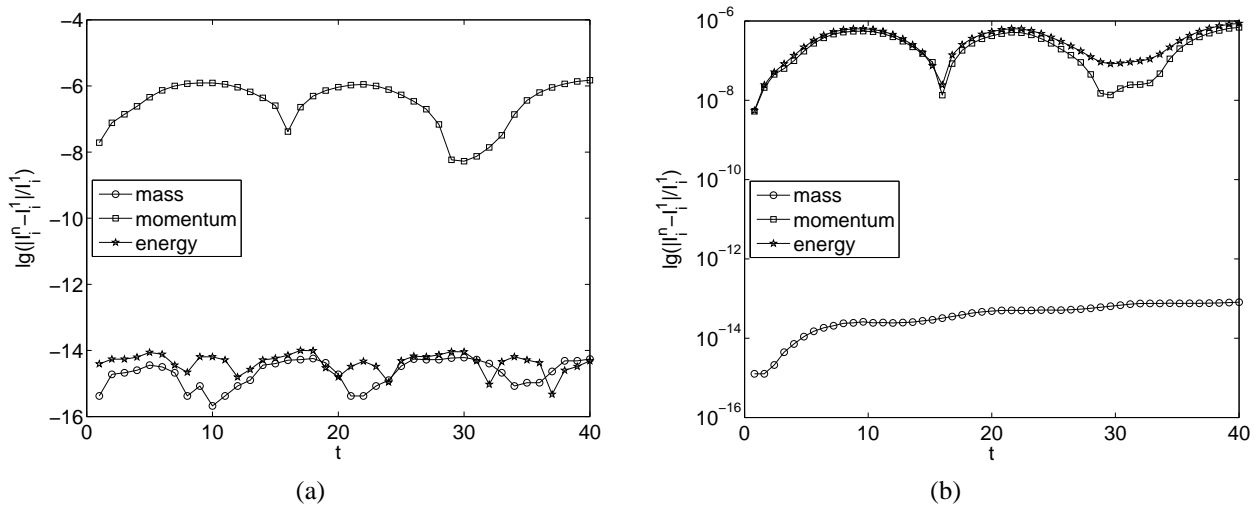 −4
−6
−8
−10
−12
−14
−16
0
10
20
30
40
t
lg(|I_i^n−I_i^1|/I_i^1)
mass
momentum
energy
(a)
10^−6
10^−8
10^−10
10^−12
10^−14
10^−16
0
10
20
30
40
t
lg(|I_i^n−I_i^1|/I_i^1)
mass
momentum
energy
(b)